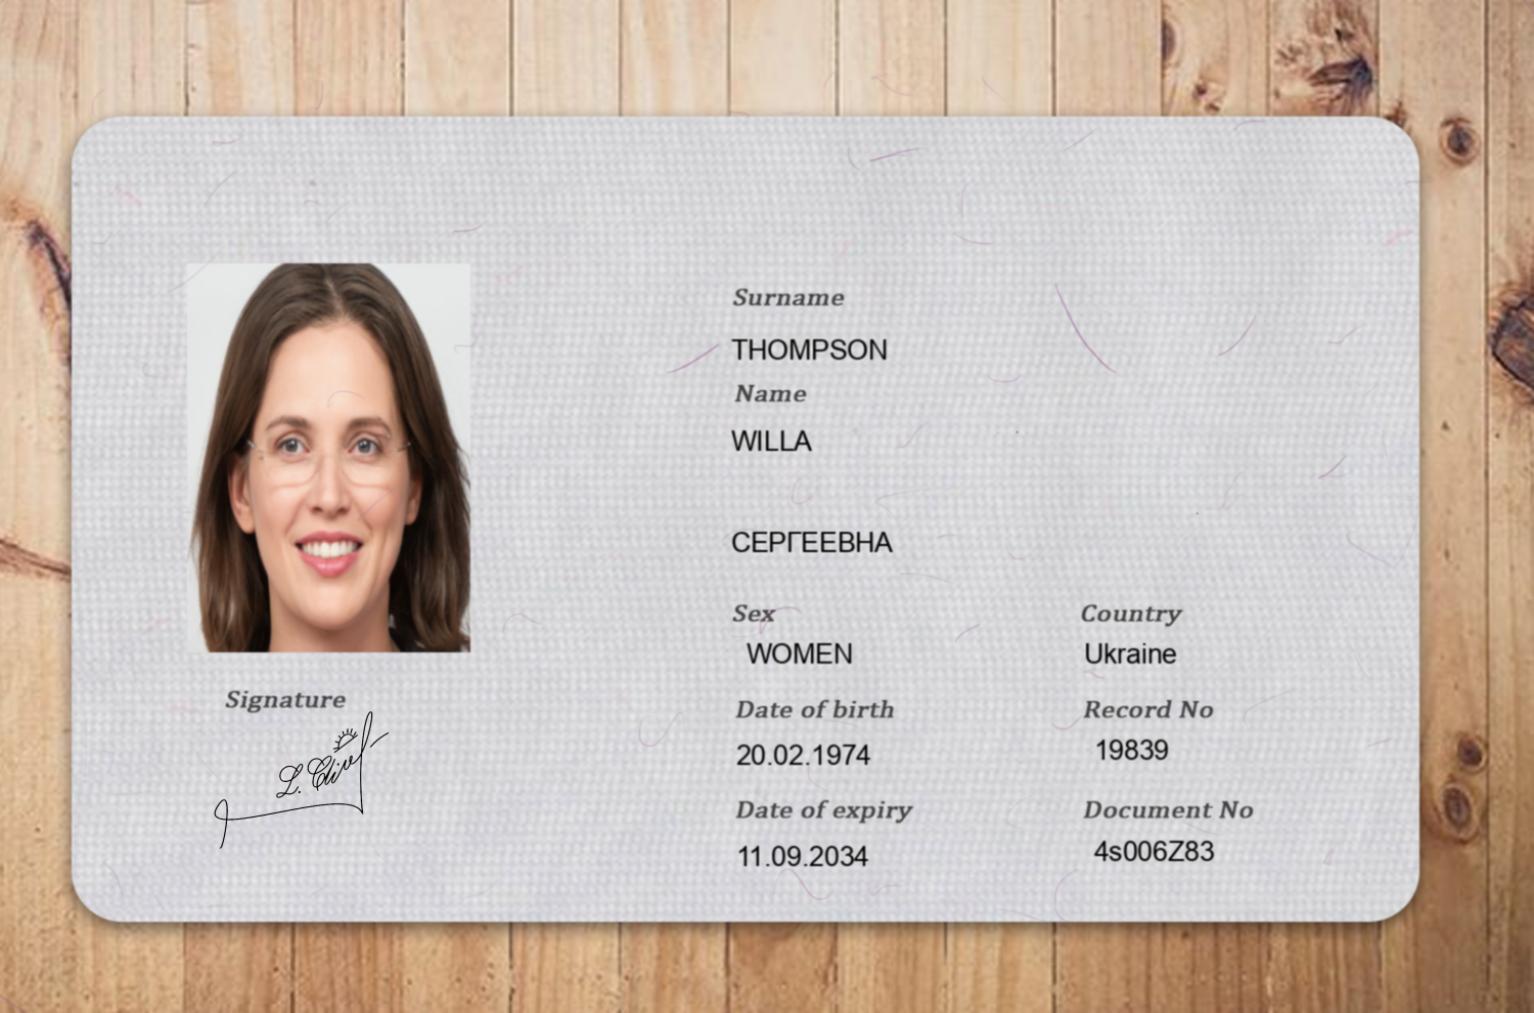 Surname
THOMPSON
Name
WILLA
СЕРГЕЕВНА
Sex
Country
WOMEN
Ukraine
Date of birth
Record No
20.02.1974
19839
Date of expiry
Document No
11.09.2034
4s006Z83
Signature